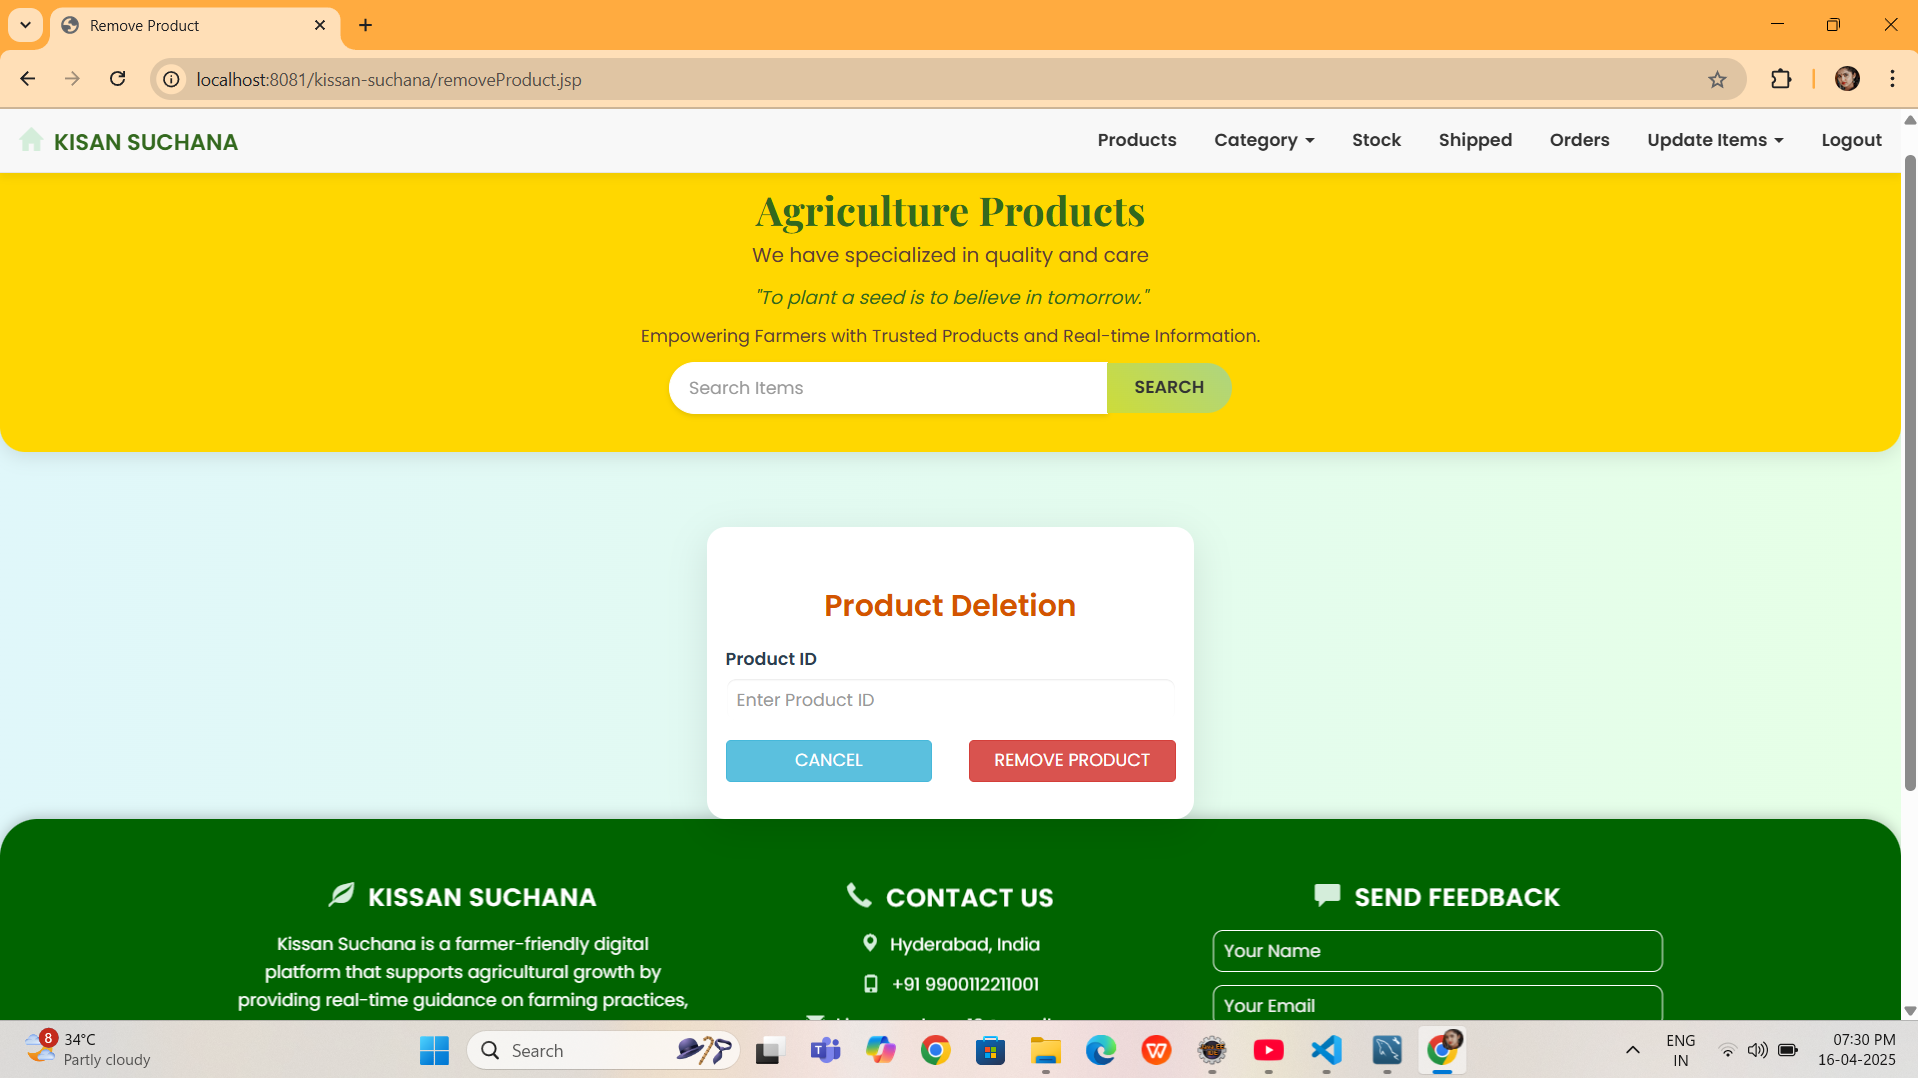 Remove Product
localhost:8081/kissan-suchana/removeProduct.jsp
KISAN SUCHANA
Products
Category
Stock
Shipped
Orders
Update Items
Logout
Agriculture Products
We have specialized in quality and care
"To plant a seed is to believe in tomorrow."
Empowering Farmers with Trusted Products and Real-time Information.
Search Items
SEARCH
Product Deletion
Product ID
Enter Product ID
CANCEL
REMOVE PRODUCT
KISSAN SUCHANA
Kissan Suchana is a farmer-friendly digital
platform that supports agricultural growth by
providing real-time guidance on farming practices,
CONTACT US
Hyderabad, India
+91 9900112211001
SEND FEEDBACK
Your Name
Your Email
8
34°C
Partly cloudy
Search
ENG
IN
07:30 PM
16-04-2025